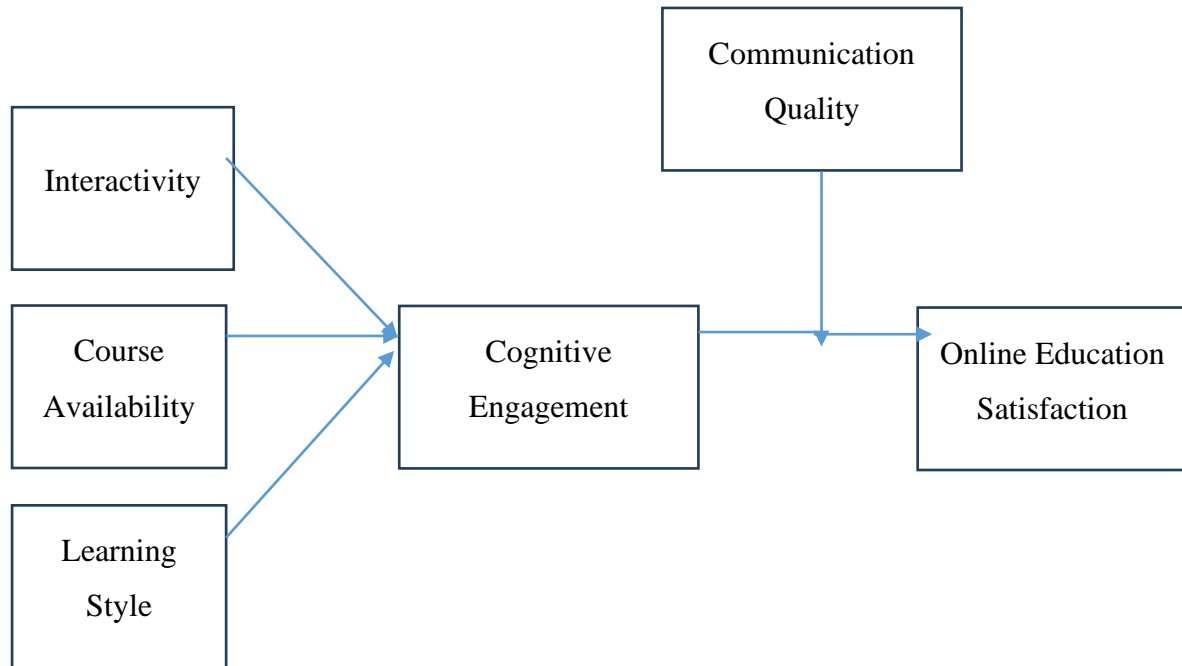 Communication
Quality
Interactivity
Course
Availability
Cognitive
Engagement
Online Education
Satisfaction
Learning
Style